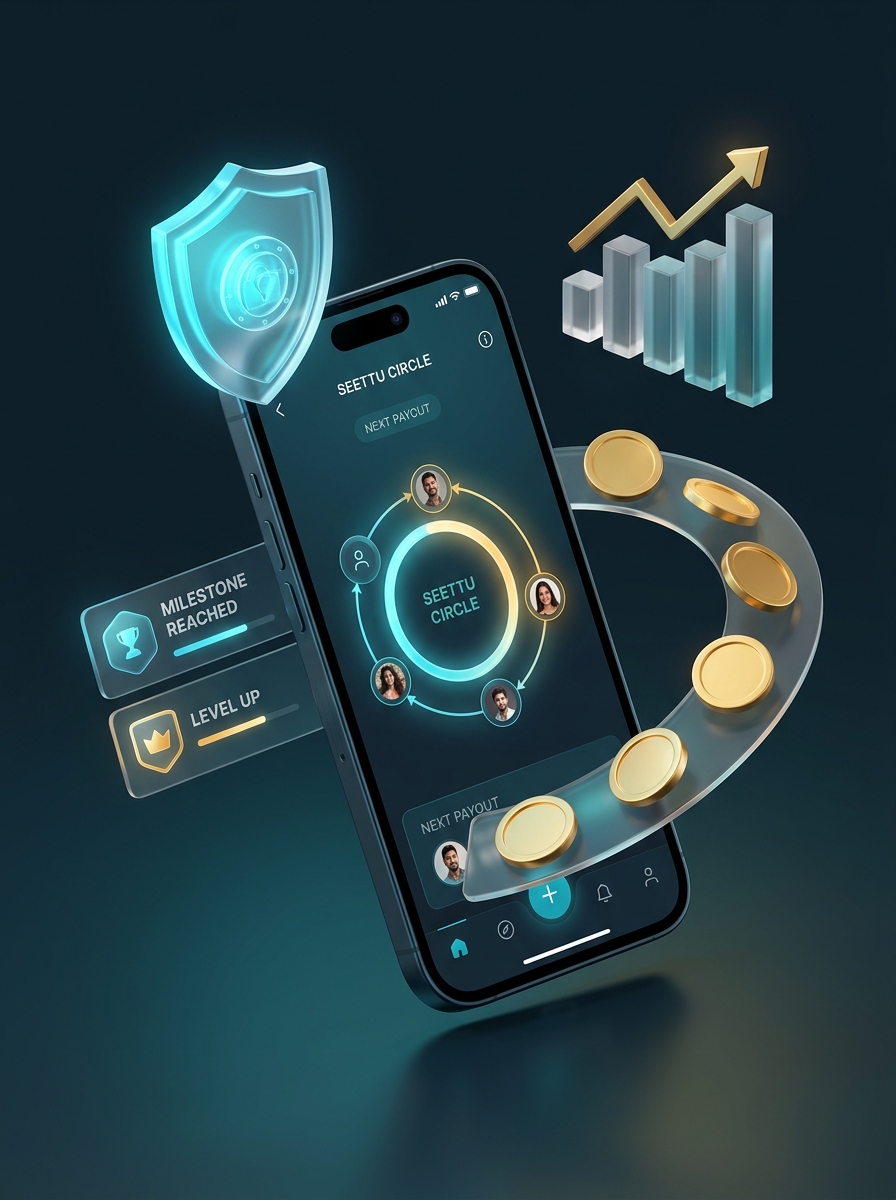 SEETTU CIRCLE
NEXT PAYOUT
SEETTU
CIRCLE
MILESTONE
REACHED
LEVEL UP
NEXT PAYOUT